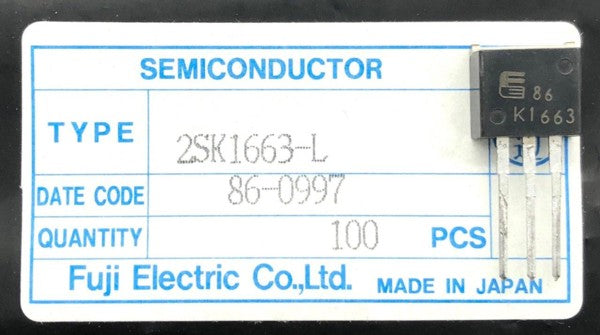 SEMICONDUCTOR
TYPE 2SK1663-L
DATE CODE 86-0997
QUANTITY 100 PCS
Fuji Electric Co.,Ltd. MADE IN JAPAN
86
K1663